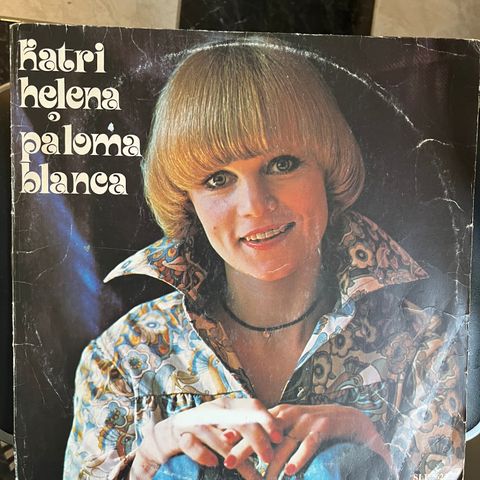 katri
helena
paloma
blanca